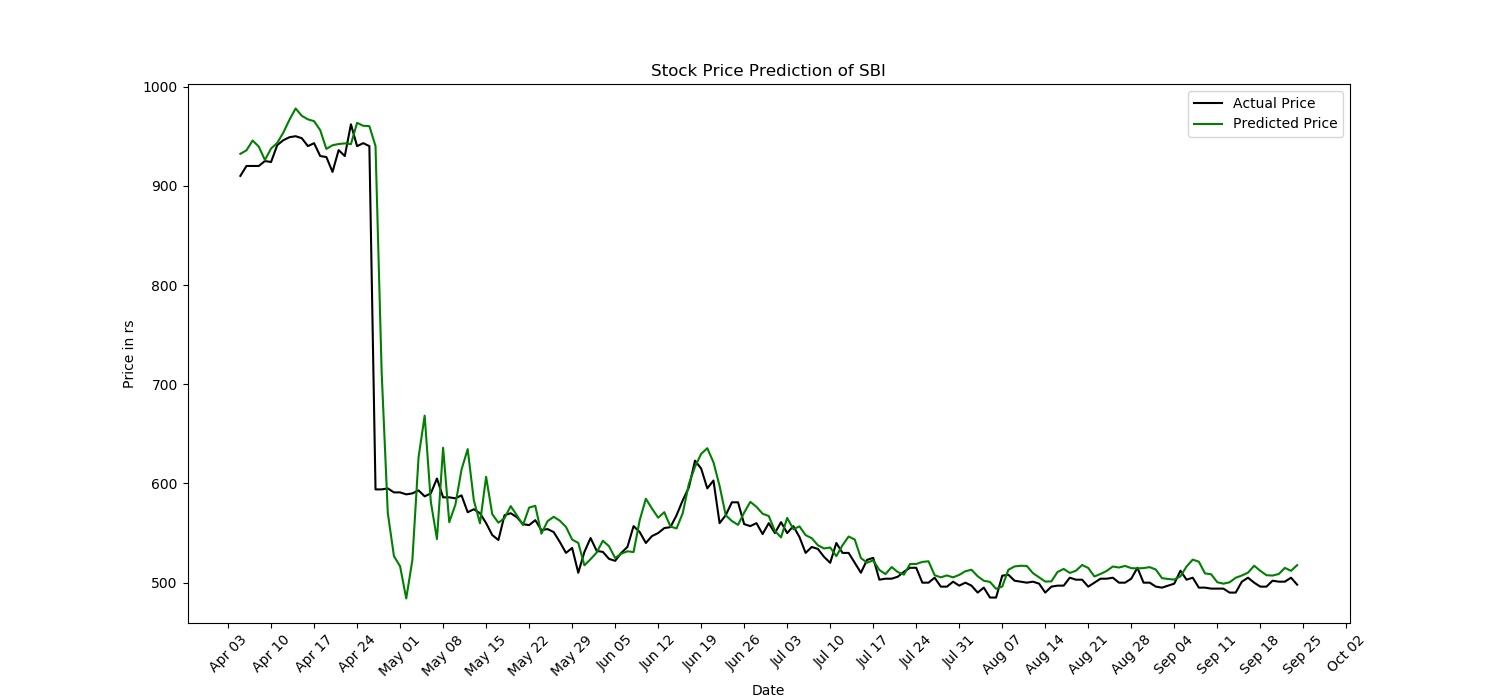 Stock Price Prediction of SBI
Actual Price
Predicted Price
Price in rs
1000
900
800
700
600
500
Apr 03
Apr 10
Apr 17
Apr 24
May 01
May 08
May 15
May 22
May 29
Jun 05
Jun 12
Jun 19
Jun 26
Jul 03
Jul 10
Jul 17
Jul 24
Jul 31
Aug 07
Aug 14
Aug 21
Aug 28
Sep 04
Sep 11
Sep 18
Sep 25
Oct 02
Date